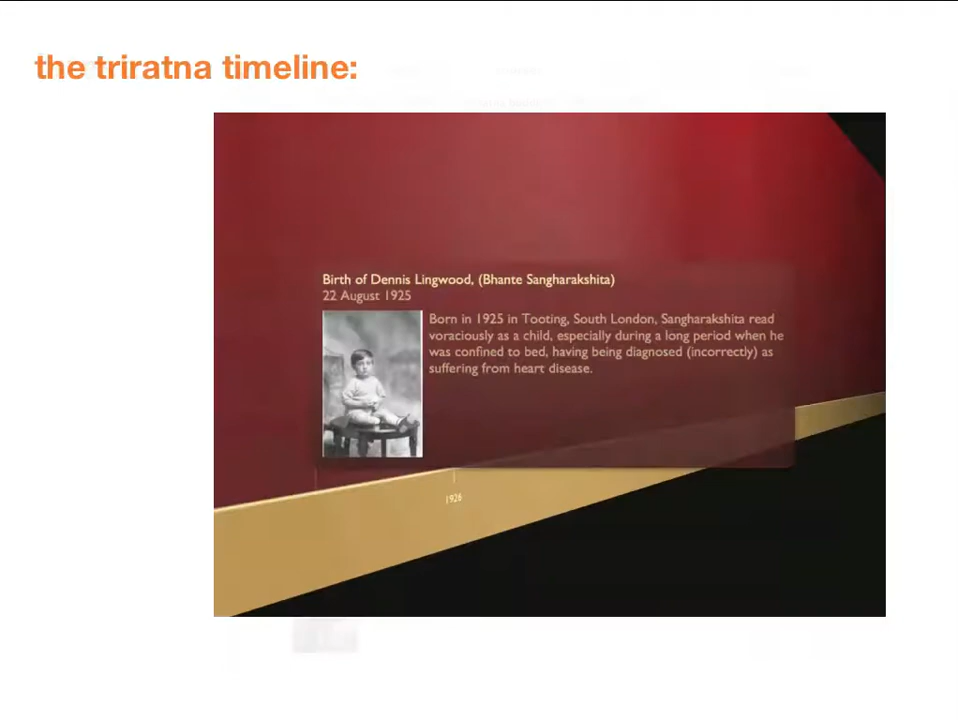 the triratna timeline:
Birth of Dennis Lingwood, (Bhante Sangharakshita)
22 August 1925
Born in 1925 in Tooting, South London, Sangharakshita read
voraciously as a child, especially during a long period when he
was confined to bed, having being diagnosed (incorrectly) as
suffering from heart disease.
1926